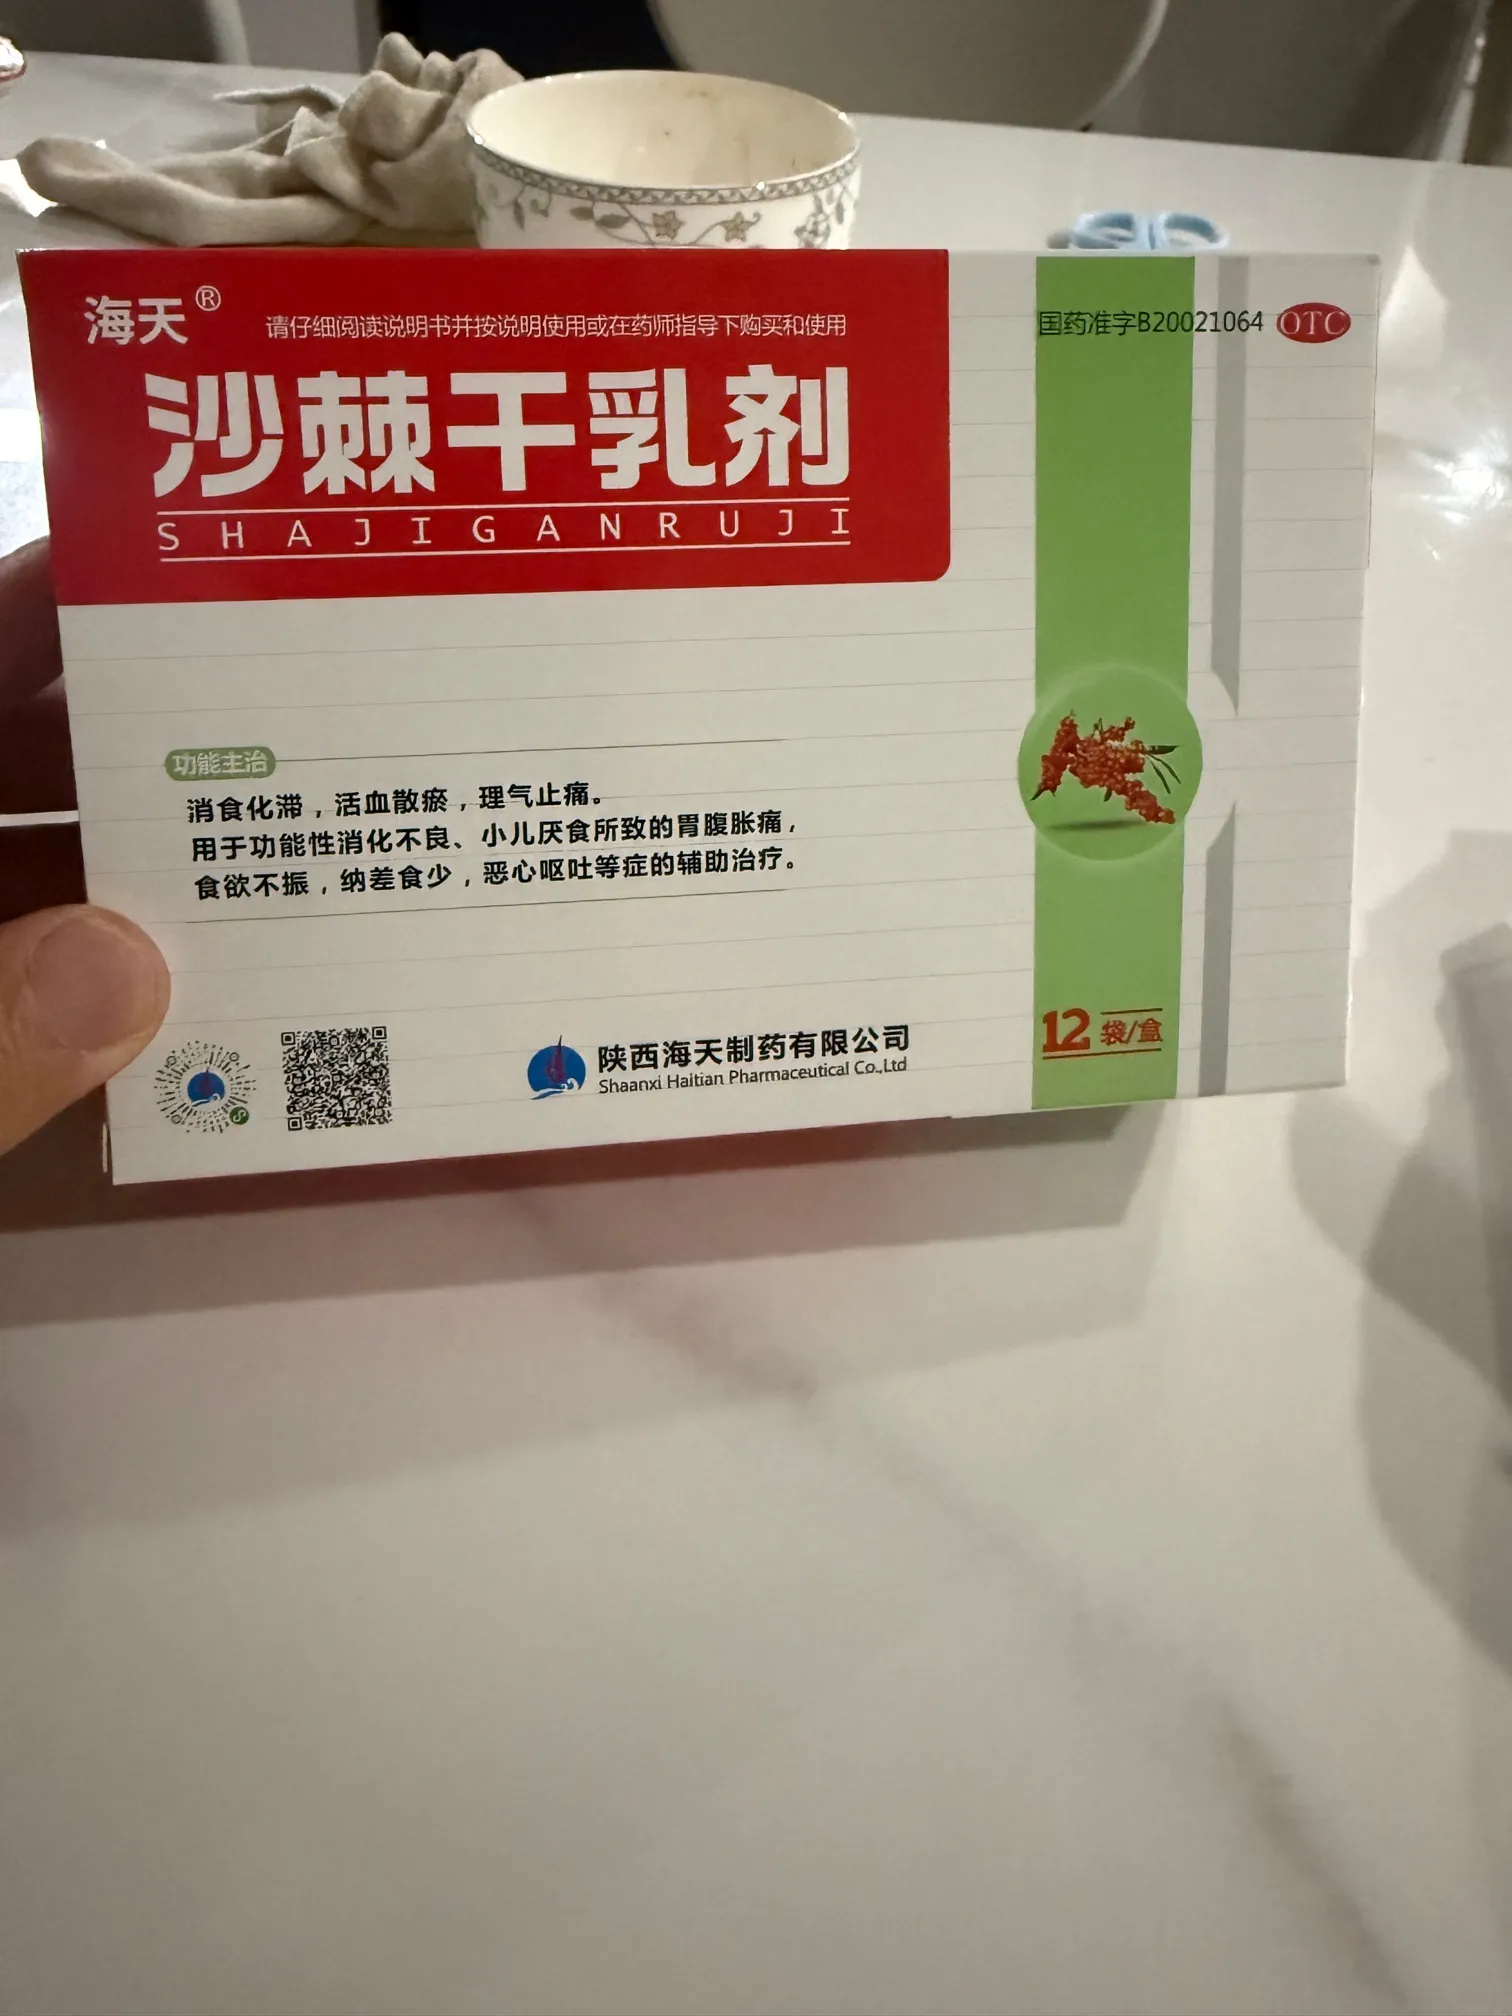 海天®
请仔细阅读说明书并按说明使用或在药师指导下购买和使用
国药准字B20021064 OTC
沙棘干乳剂
SHAJIGANRUJI
功能主治
消食化滞，活血散瘀，理气止痛。
用于功能性消化不良、小儿厌食所致的胃腹胀痛，
食欲不振，纳差食少，恶心呕吐等症的辅助治疗。
陕西海天制药有限公司
Shaanxi Haitian Pharmaceutical Co.,Ltd
12袋/盒